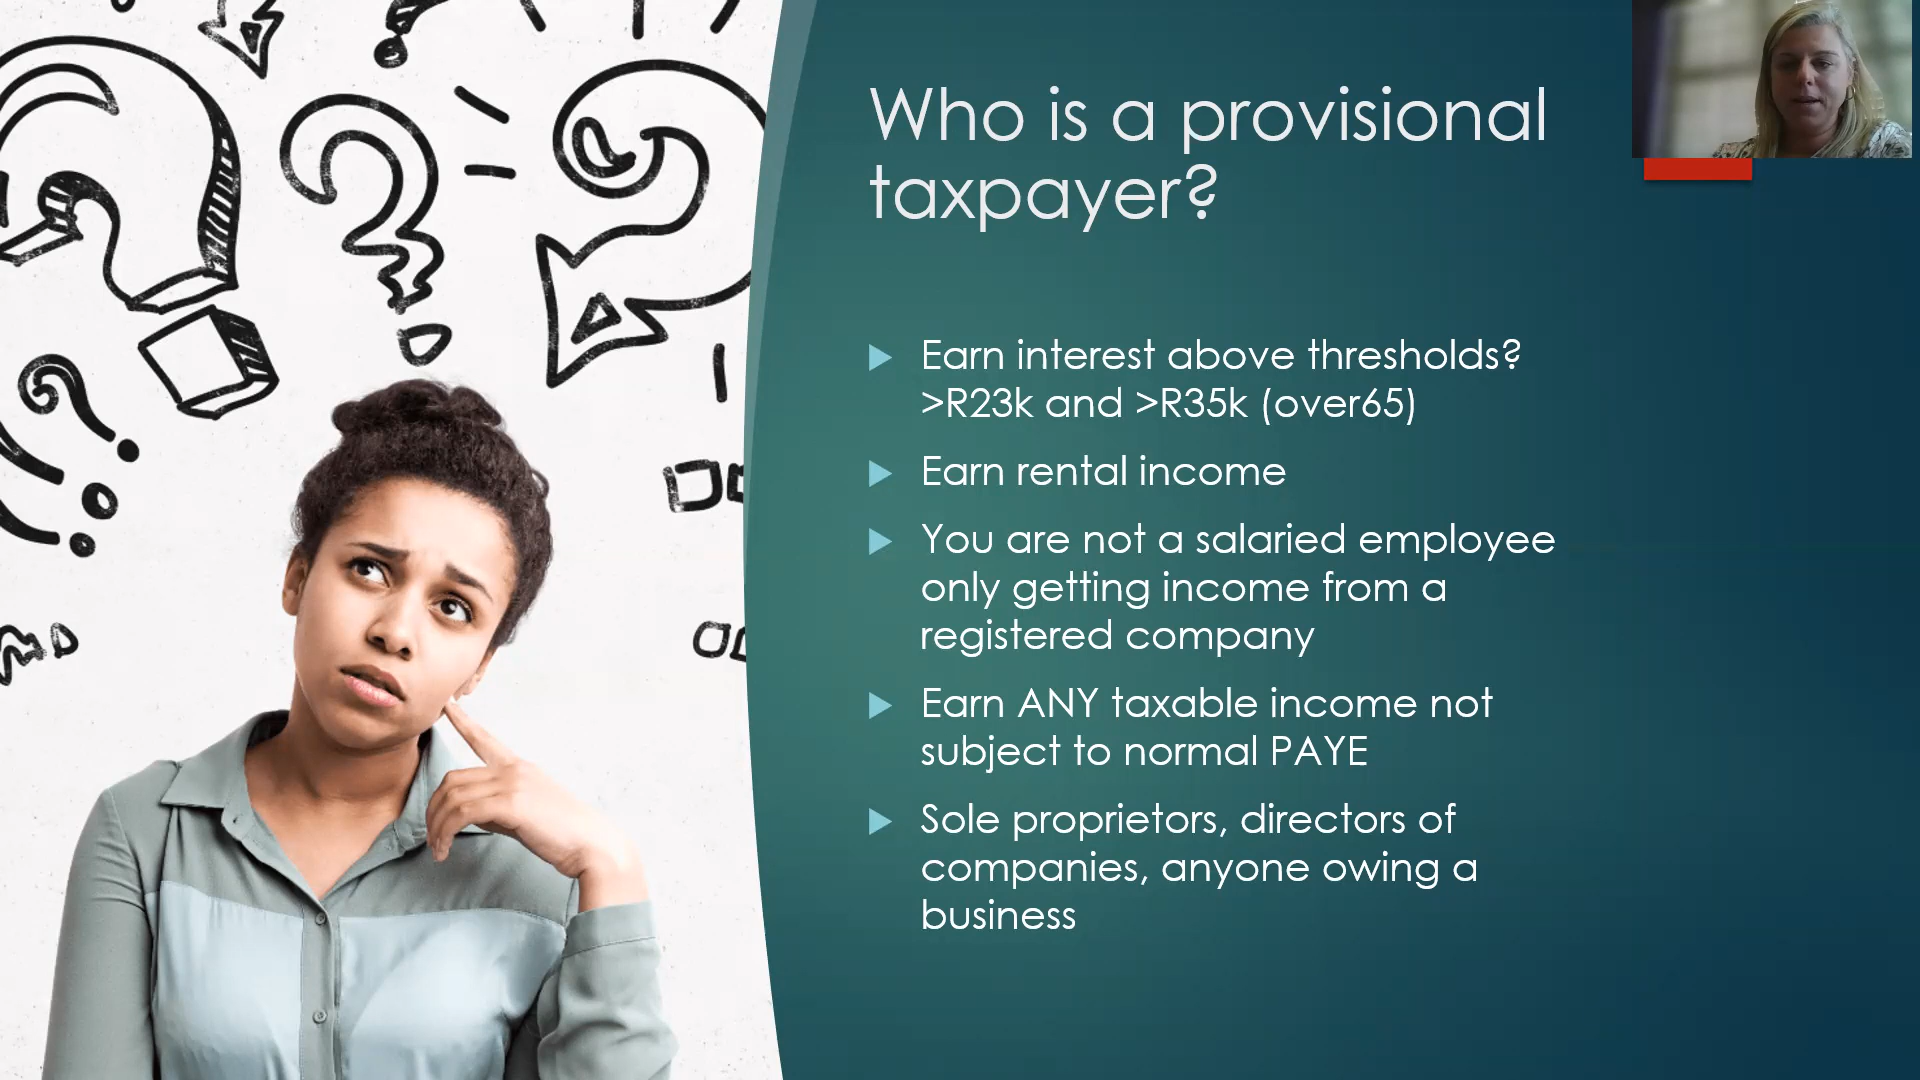 Who is a provisional
taxpayer?
Earn interest above thresholds?
>R23k and >R35k (over65)
Earn rental income
You are not a salaried employee
only getting income from a
registered company
Earn ANY taxable income not
subject to normal PAYE
Sole proprietors, directors of
companies, anyone owing a
business